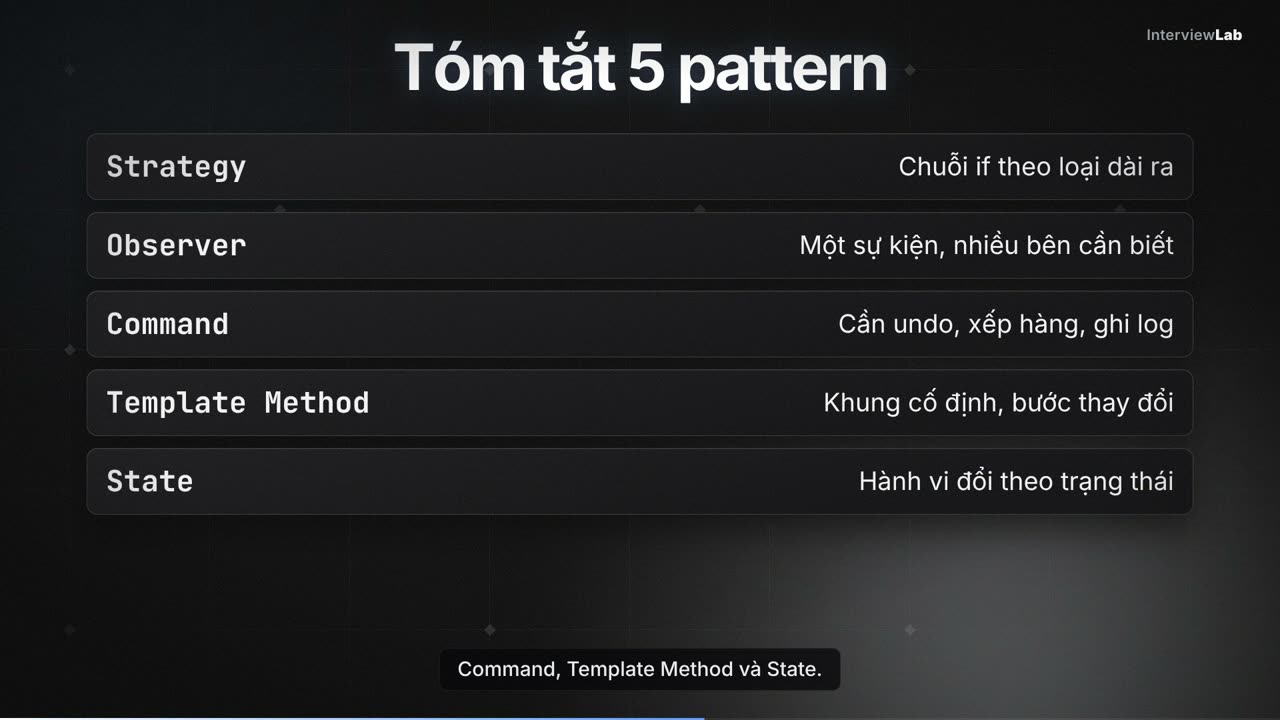 InterviewLab
Tóm tắt 5 pattern
Strategy
Chuỗi if theo loại dài ra
Observer
Một sự kiện, nhiều bên cần biết
Command
Cần undo, xếp hàng, ghi log
Template Method
Khung cố định, bước thay đổi
State
Hành vi đổi theo trạng thái
Command, Template Method và State.